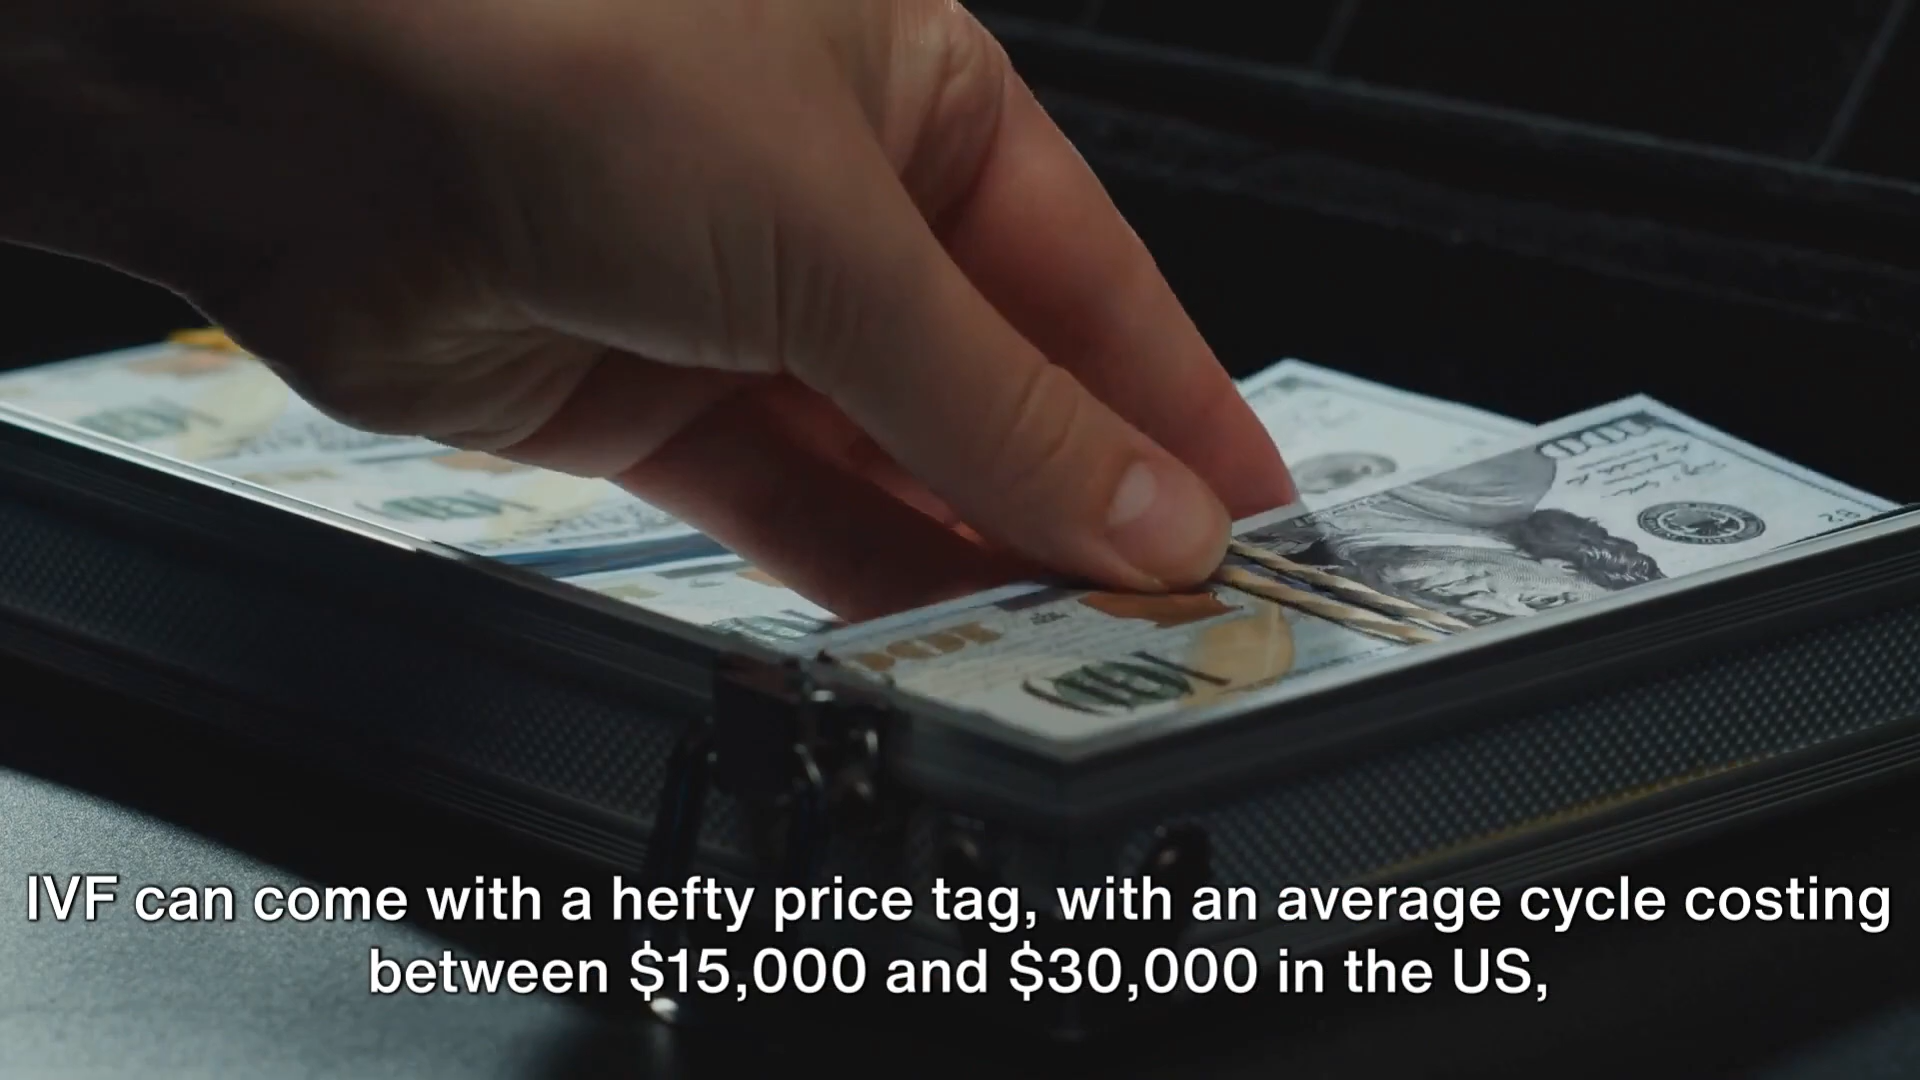 IVF can come with a hefty price tag, with an average cycle costing
between $15,000 and $30,000 in the US,